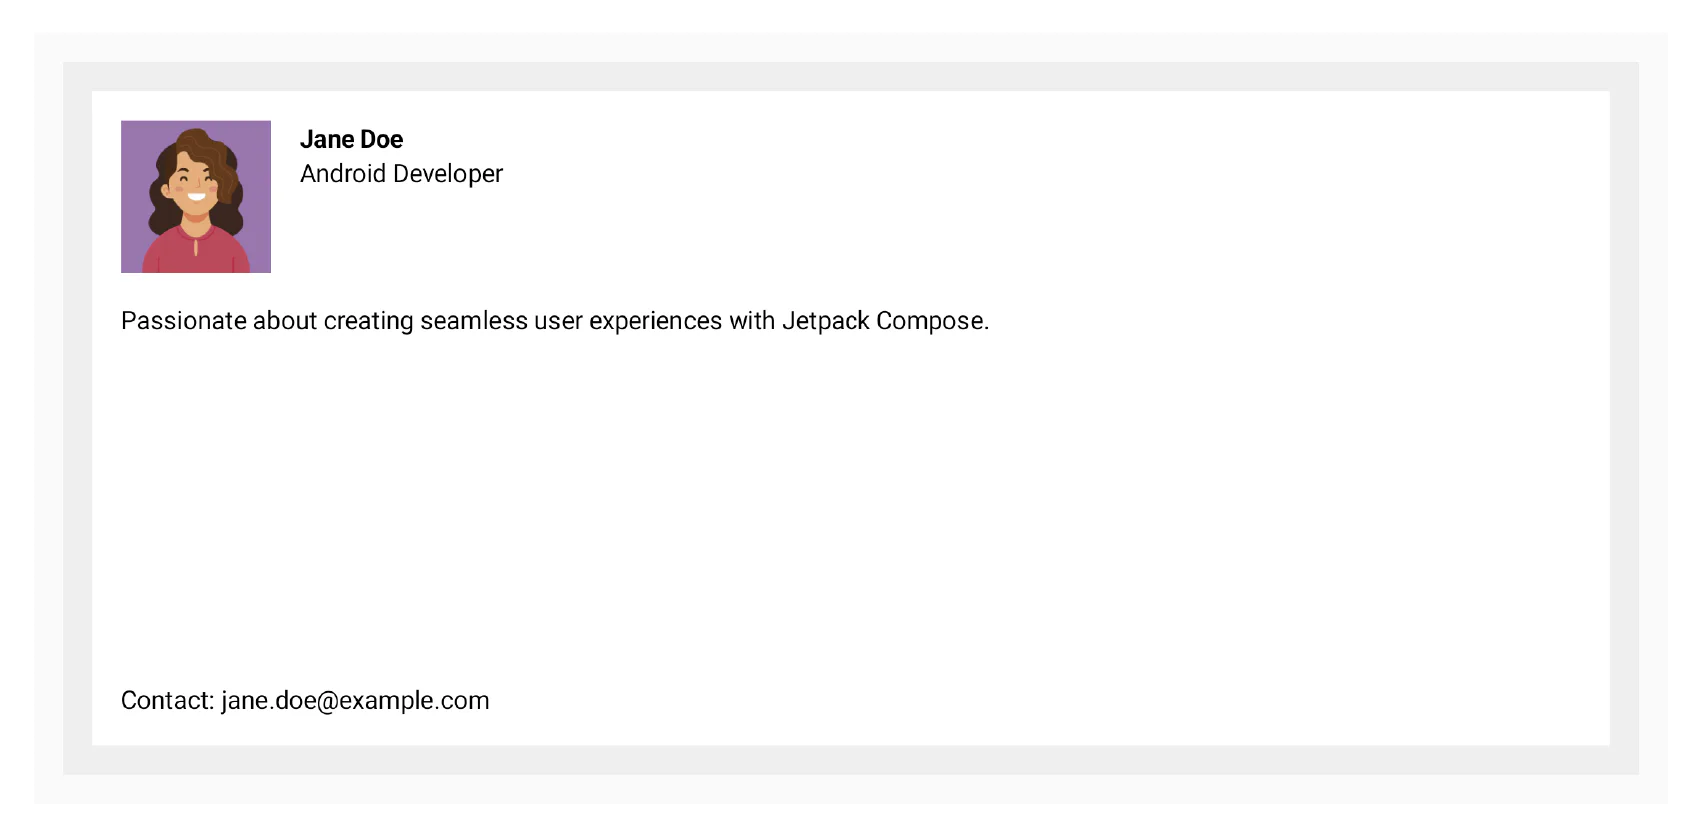 Jane Doe
Android Developer
Passionate about creating seamless user experiences with Jetpack Compose.
Contact: jane.doe@example.com